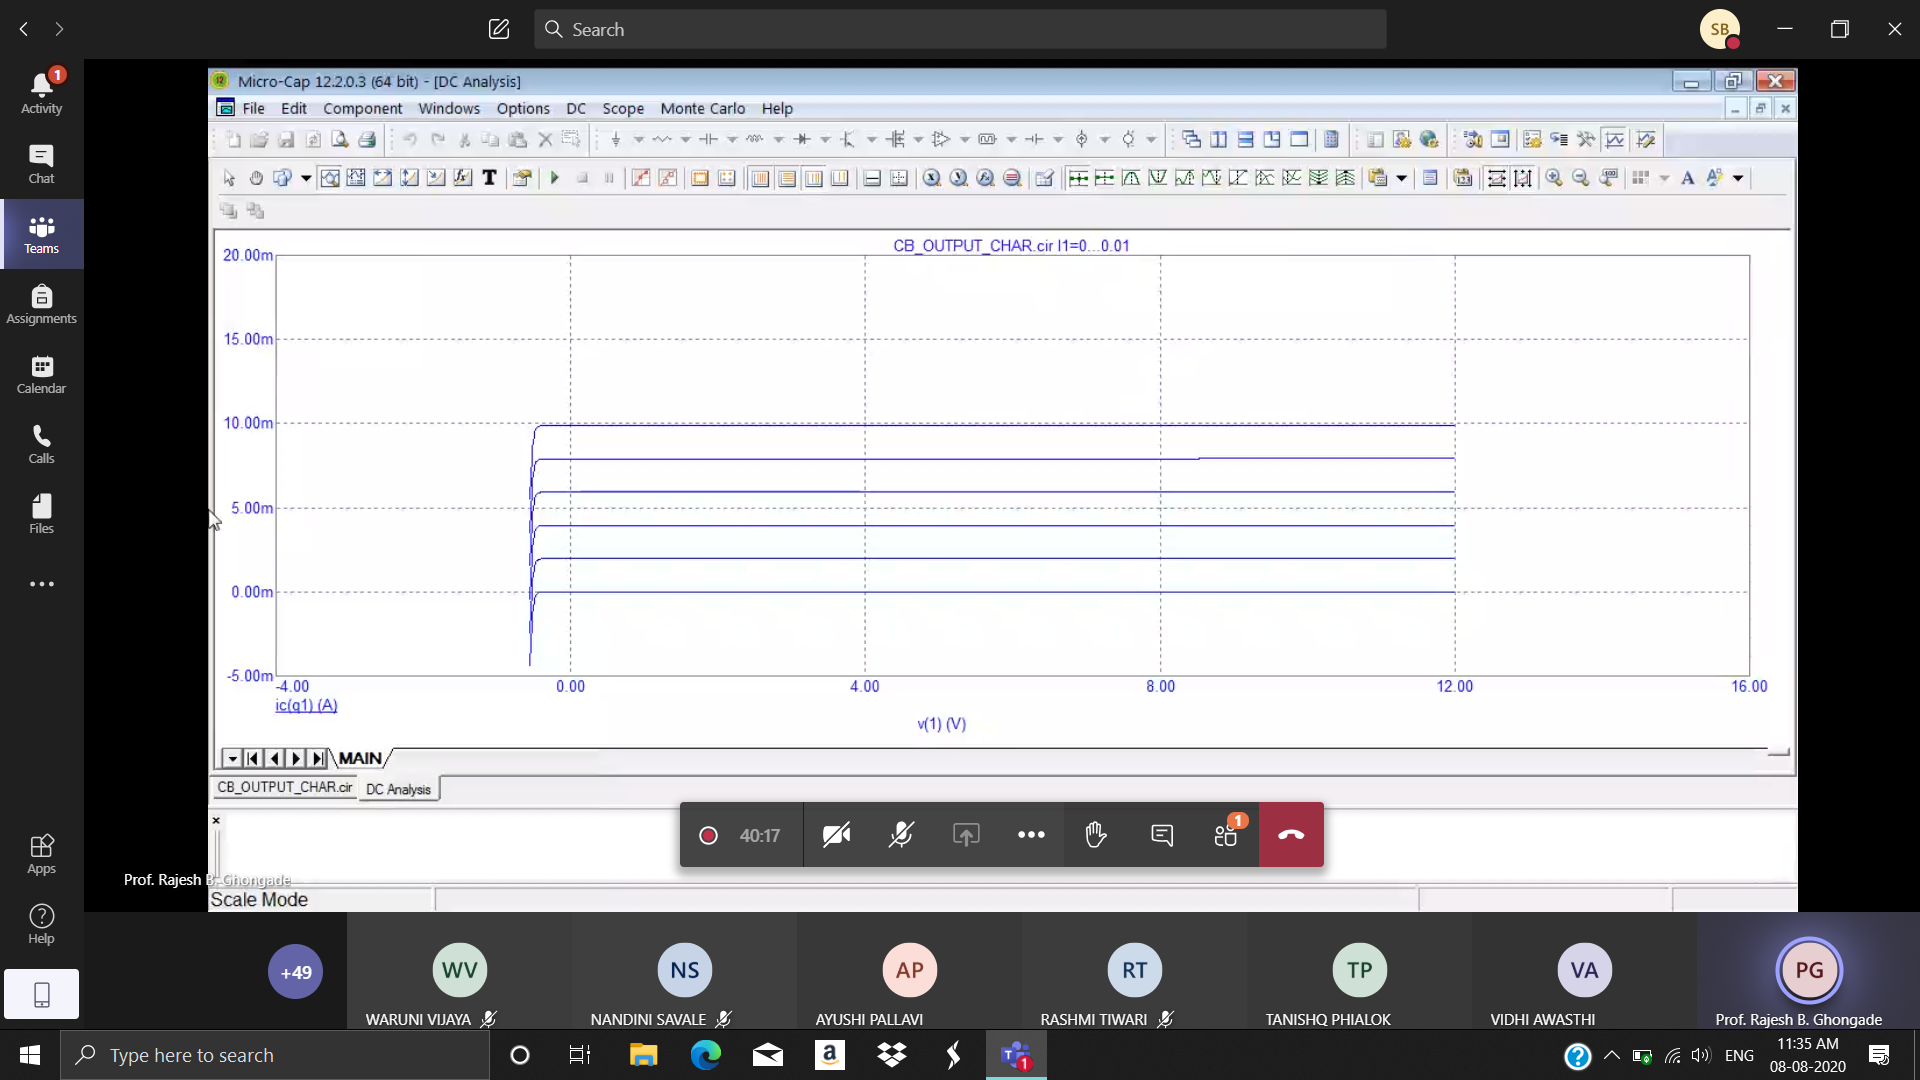 Search
SB
Activity
1
Chat
Teams
Assignments
Calendar
Calls
Files
Apps
Help
Micro-Cap 12.2.0.3 (64 bit) - [DC Analysis]
File Edit Component Windows Options DC Scope Monte Carlo Help
CB_OUTPUT_CHAR.cir I1=0...0.01
20.00m
15.00m
10.00m
5.00m
0.00m
-5.00m
-4.00 0.00 4.00 8.00 12.00 16.00
ic(q1) (A)
v(1) (V)
MAIN
CB_OUTPUT_CHAR.cir DC Analysis
40:17
1
Prof. Rajesh B. Ghongade
Scale Mode
+49 WV NS AP RT TP VA PG
WARUNI VIJAYA NANDINI SAVALE AYUSHI PALLAVI RASHMI TIWARI TANISHQ PHIALOK VIDHI AWASTHI Prof. Rajesh B. Ghongade
Type here to search
1
ENG
11:35 AM
08-08-2020